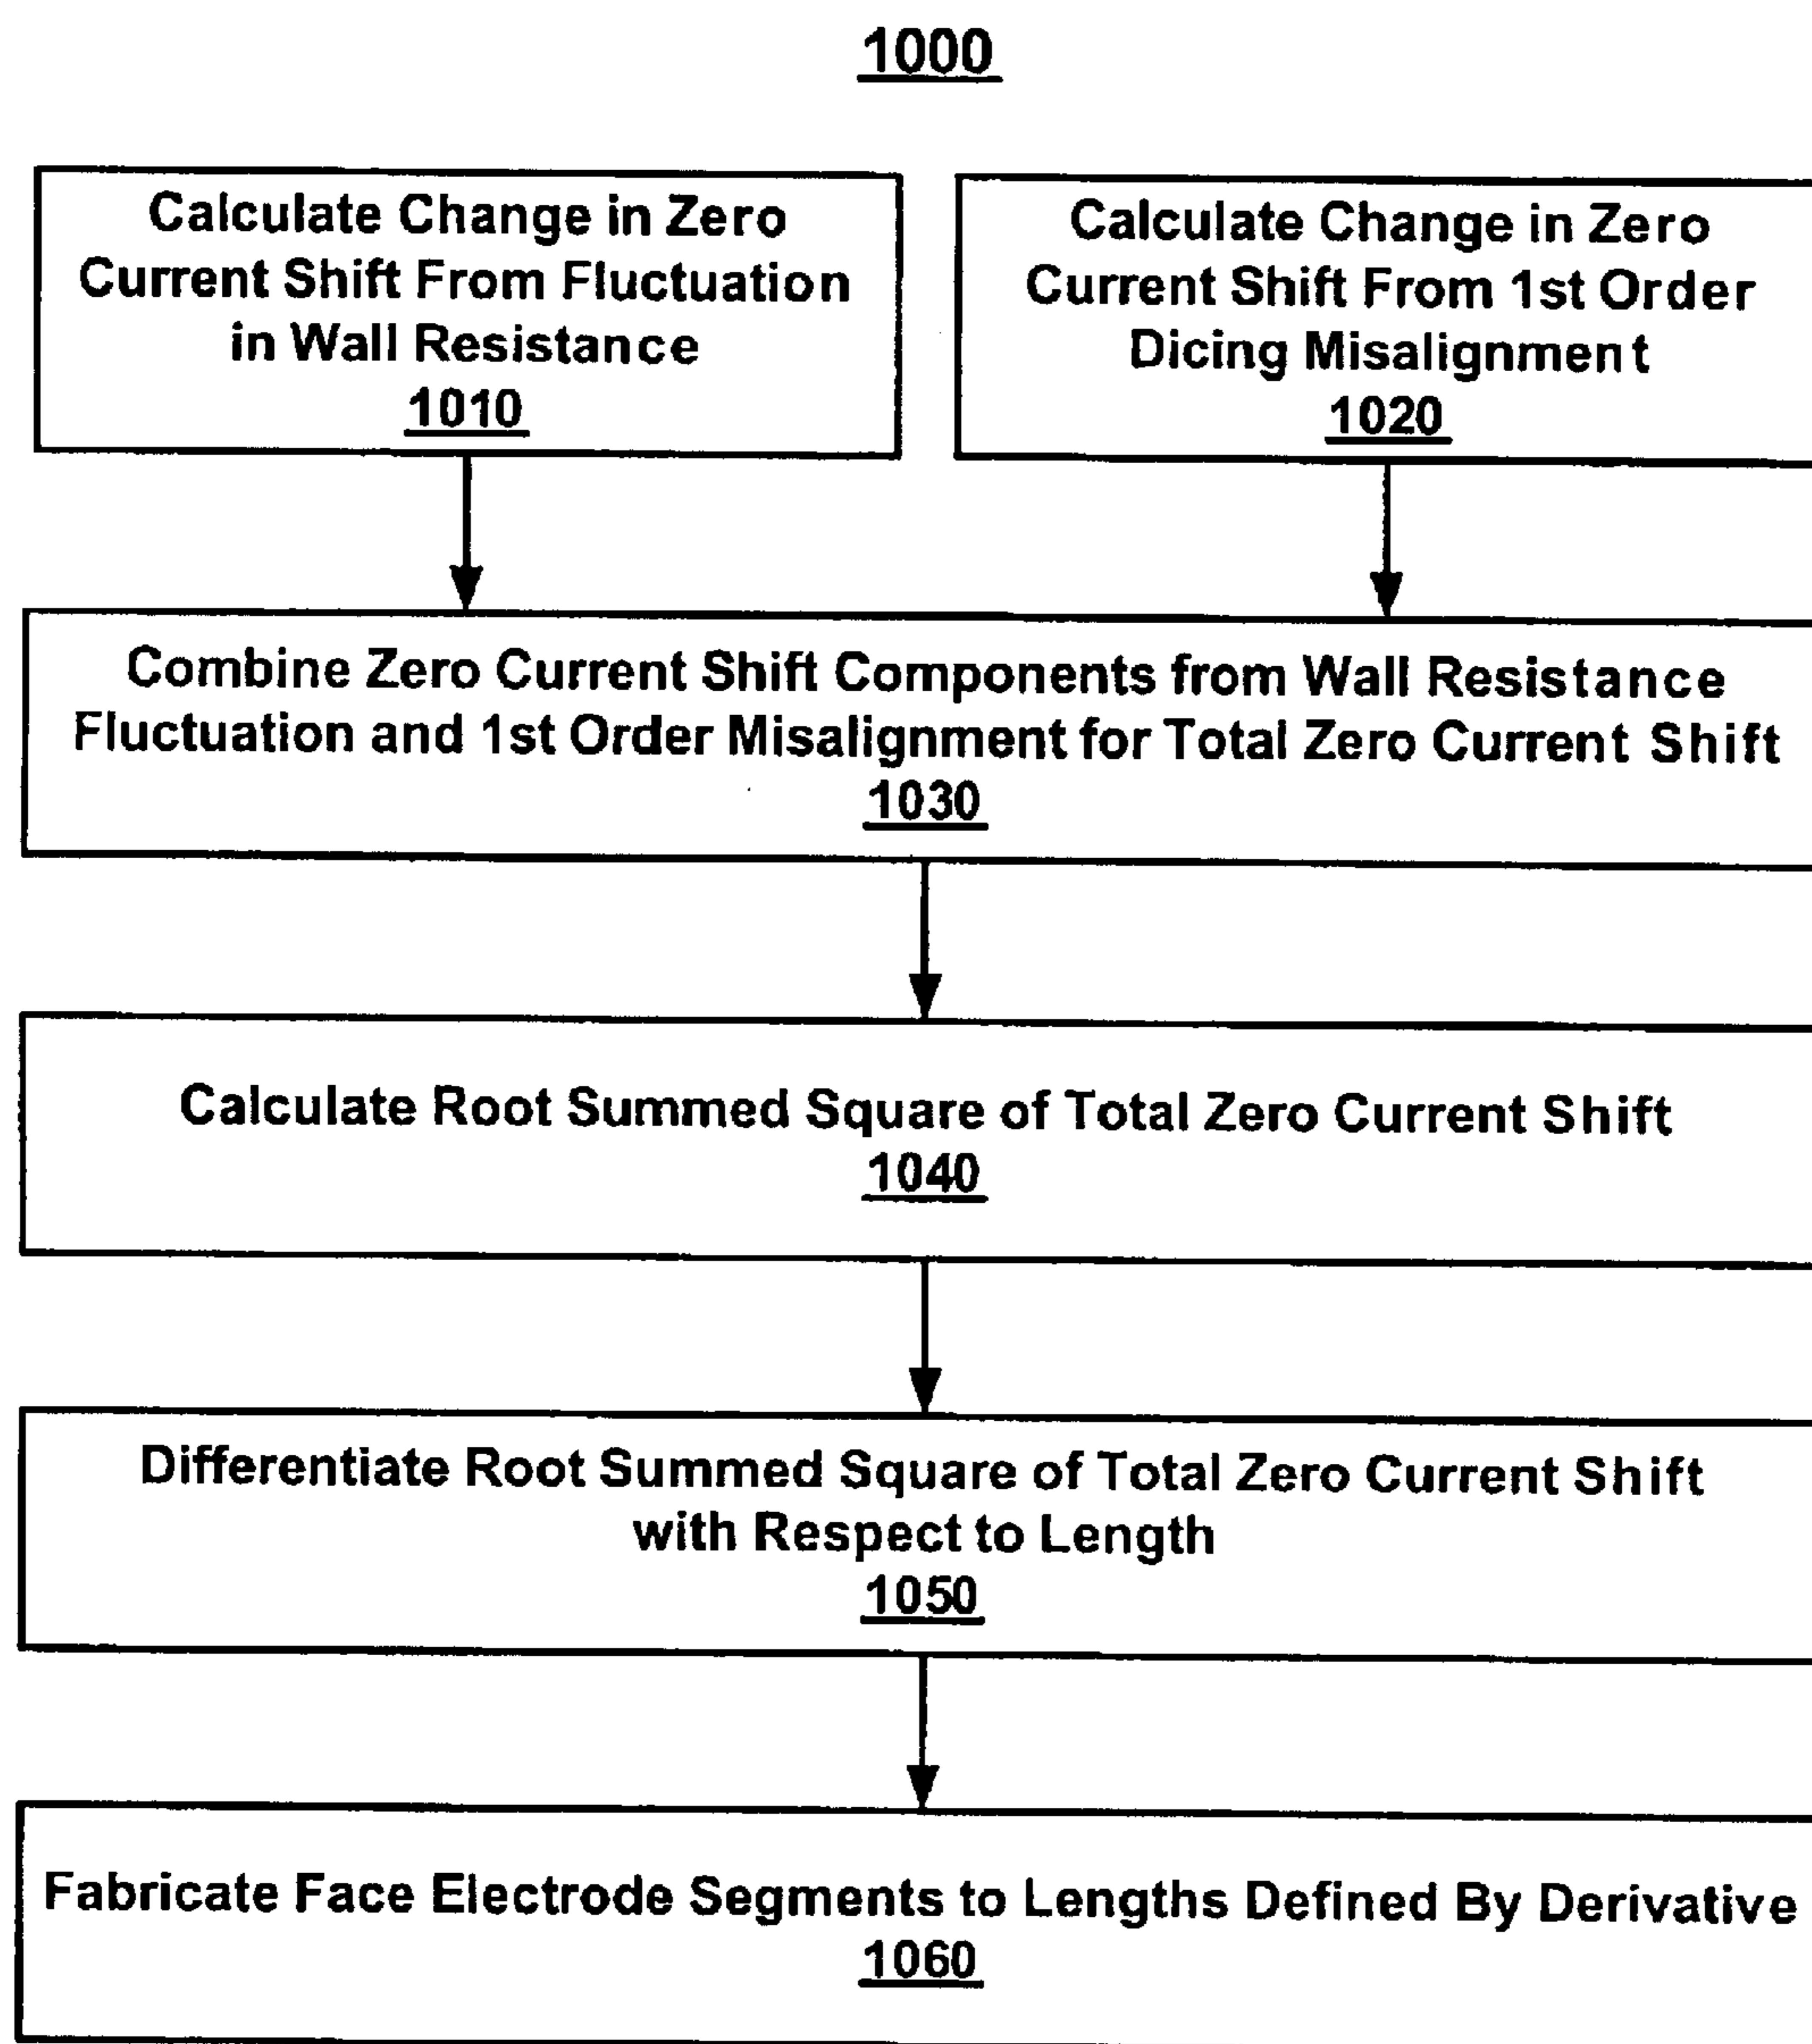 1000
Calculate Change in Zero
Current Shift From Fluctuation
in Wall Resistance
1010
Calculate Change in Zero
Current Shift From 1st Order
Dicing Misalignment
1020
Combine Zero Current Shift Components from Wall Resistance
Fluctuation and 1st Order Misalignment for Total Zero Current Shift
1030
Calculate Root Summed Square of Total Zero Current Shift
1040
Differentiate Root Summed Square of Total Zero Current Shift
with Respect to Length
1050
Fabricate Face Electrode Segments to Lengths Defined By Derivative
1060